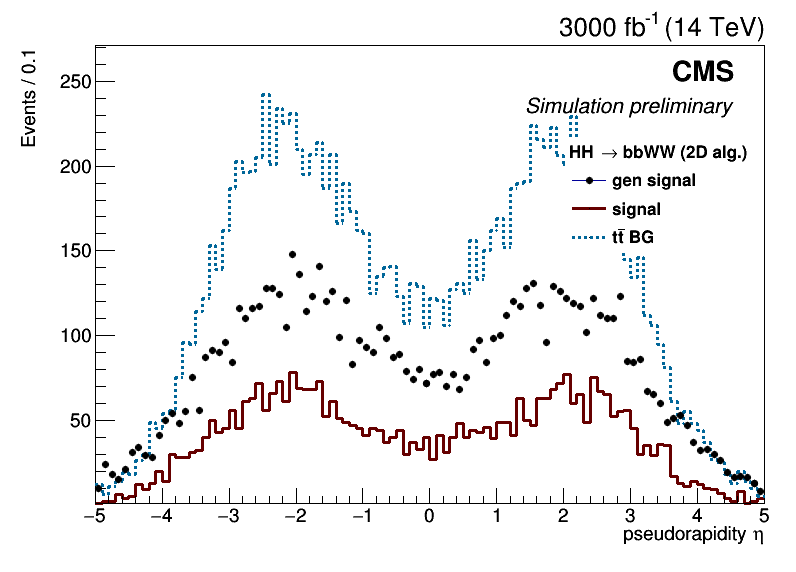 3000 fb⁻¹ (14 TeV)
CMS
Simulation preliminary
HH → bbWW (2D alg.)
gen signal
signal
tt̄ BG
Events / 0.1
250
200
150
100
50
−5 −4 −3 −2 −1 0 1 2 3 4 5
pseudorapidity η